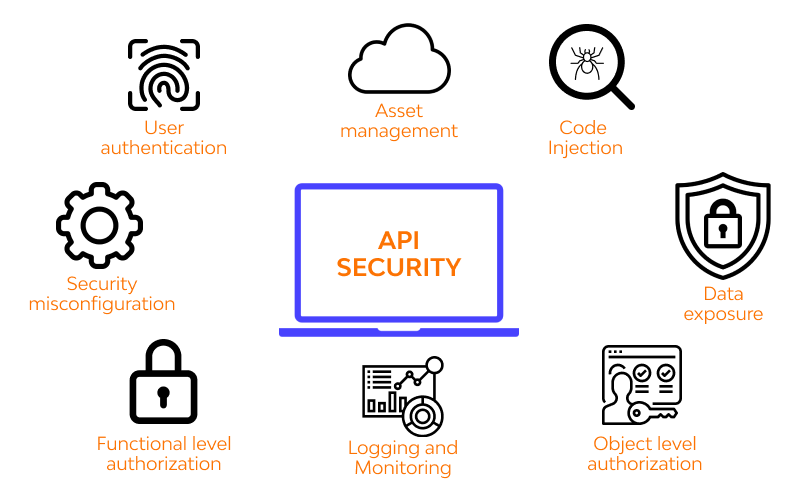 User
authentication
Asset
management
Code
Injection
Security
misconfiguration
API
SECURITY
Data
exposure
Functional level
authorization
Logging and
Monitoring
Object level
authorization